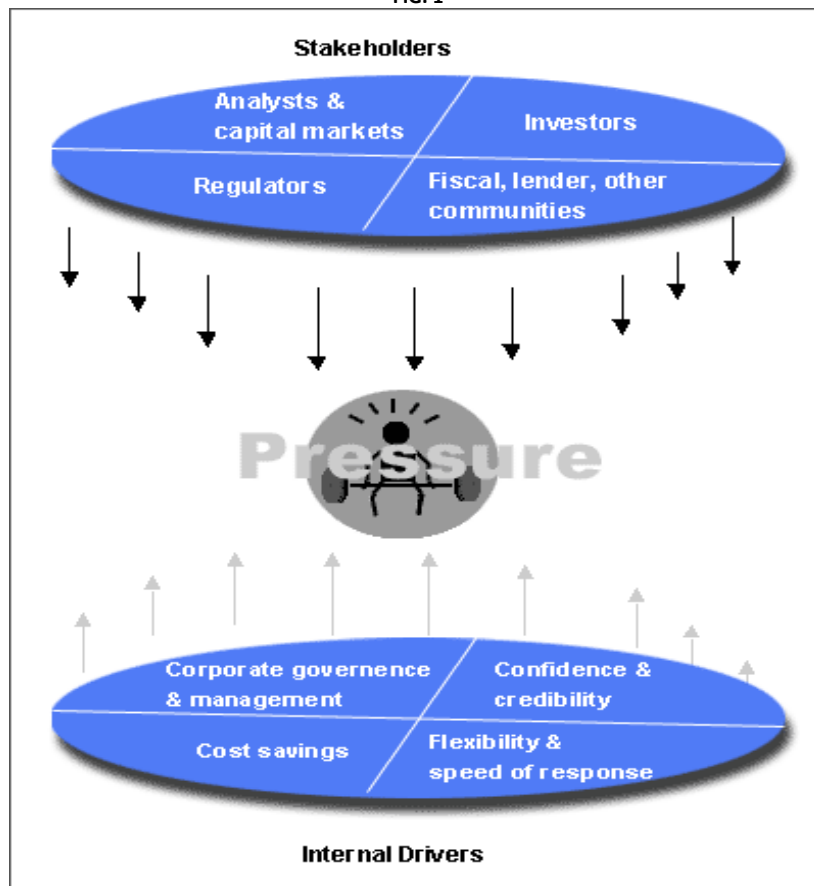 Stakeholders
Analysts &
capital markets
Investors
Regulators
Fiscal, lender, other
communities
Pressure
Corporate governence
& management
Confidence &
credibility
Cost savings
Flexibility &
speed of response
Internal Drivers